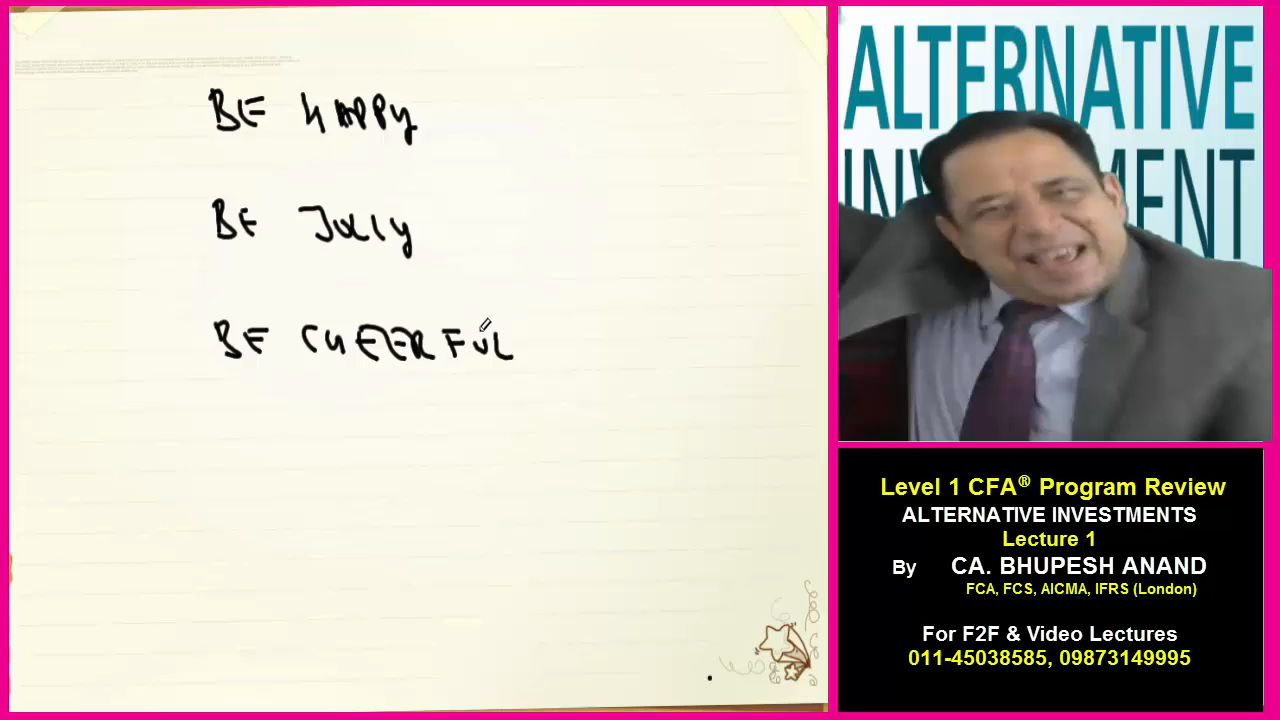 BE HAPPY
BE JOLLY
BE CHEERFUL
ALTERNATIVE
INVESTMENT
Level 1 CFA® Program Review
ALTERNATIVE INVESTMENTS
Lecture 1
By CA. BHUPESH ANAND
FCA, FCS, AICMA, IFRS (London)
For F2F & Video Lectures
011-45038585, 09873149995